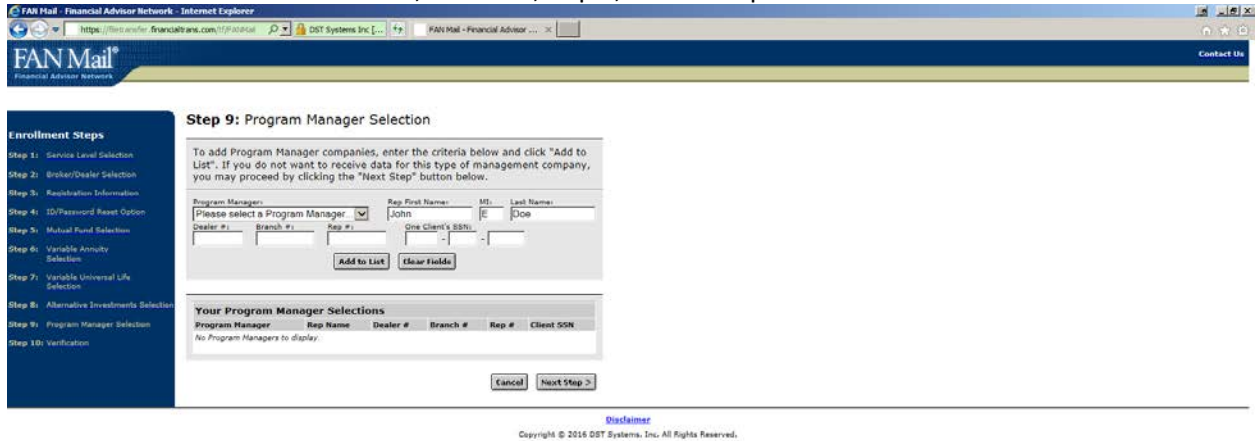 FAN Mail - Financial Advisor Network - Internet Explorer
https://filetransfer.financialtrans.com/tf/FANMail
DST Systems Inc [...
FAN Mail - Financial Advisor ...
FAN Mail®
Financial Advisor Network
Contact Us
Enrollment Steps
Step 1: Service Level Selection
Step 2: Broker/Dealer Selection
Step 3: Registration Information
Step 4: ID/Password Reset Option
Step 5: Mutual Fund Selection
Step 6: Variable Annuity
Selection
Step 7: Variable Universal Life
Selection
Step 8: Alternative Investments Selection
Step 9: Program Manager Selection
Step 10: Verification
Step 9: Program Manager Selection
To add Program Manager companies, enter the criteria below and click "Add to
List". If you do not want to receive data for this type of management company,
you may proceed by clicking the "Next Step" button below.
Program Manager: Rep First Name: MI: Last Name:
Please select a Program Manager... John E Doe
Dealer #: Branch #: Rep #: One Client's SSN:
- -
Add to List Clear Fields
Your Program Manager Selections
Program Manager Rep Name Dealer # Branch # Rep # Client SSN
No Program Managers to display.
Cancel Next Step >
Disclaimer
Copyright © 2016 DST Systems, Inc. All Rights Reserved.